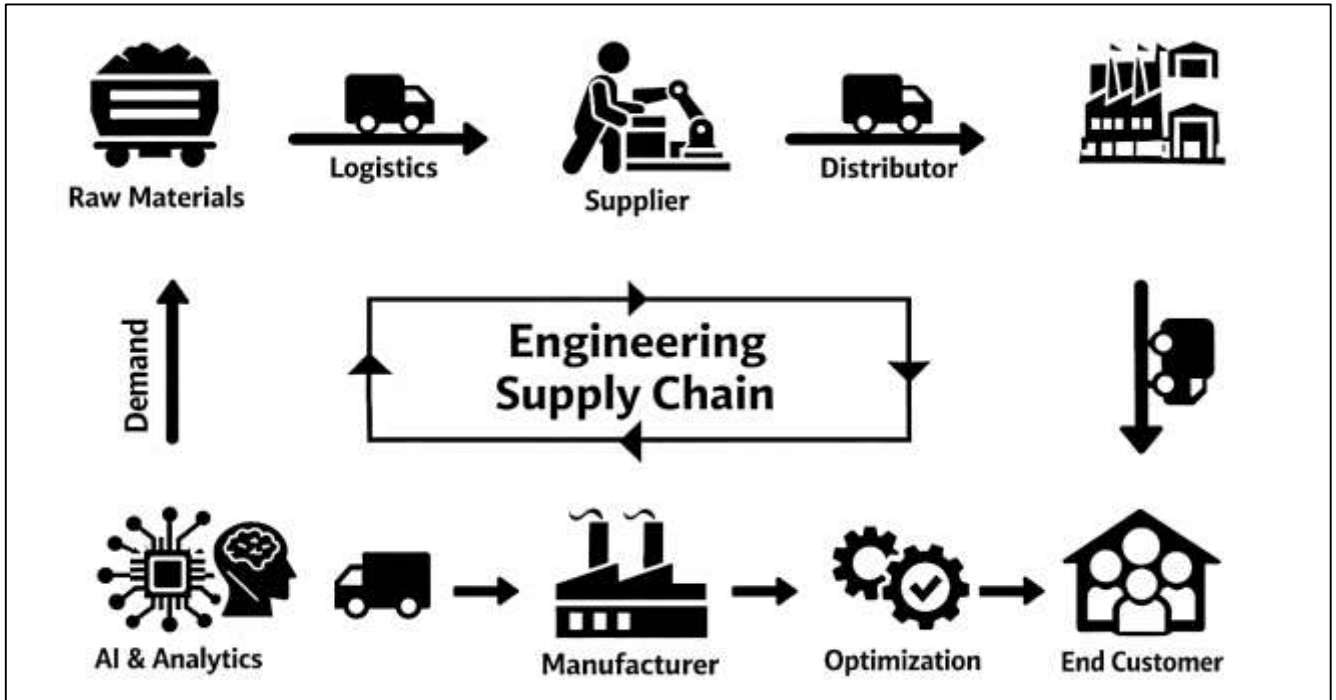 Logistics
Distributor
Raw Materials
Supplier
Demand
Engineering
Supply Chain
AI & Analytics
Manufacturer
Optimization
End Customer